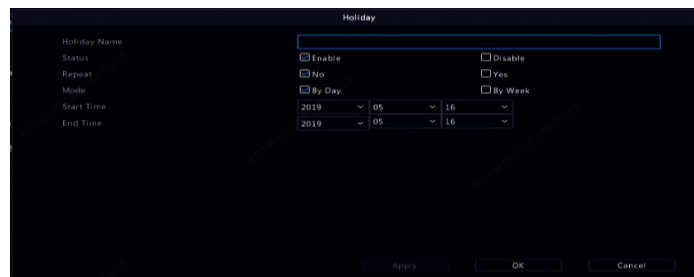 Holiday
Holiday Name
Status Enable Disable
Repeat No Yes
Mode By Day By Week
Start Time 2019 05 16
End Time 2019 05 16
Apply OK Cancel